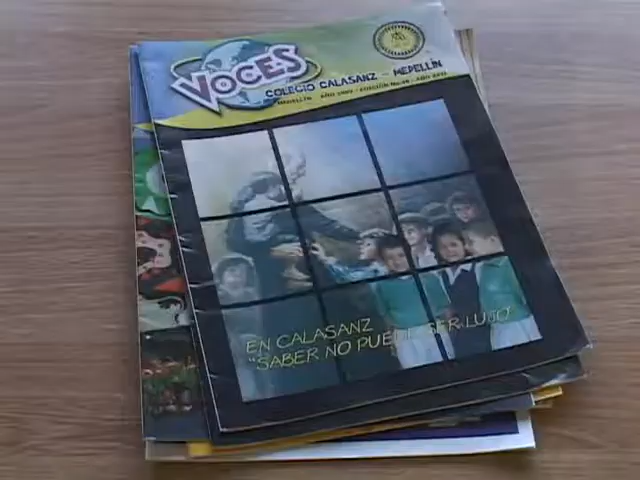 VOCES
COLEGIO CALASANZ - MEDELLÍN
EN CALASANZ
"SABER NO PUEDE SER LUJO"